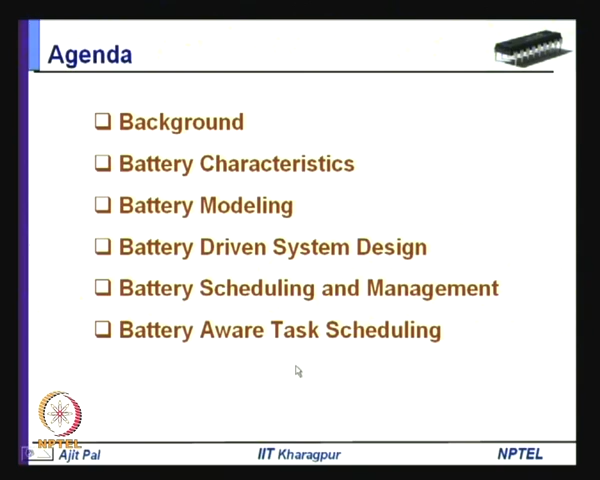 Agenda
Background
Battery Characteristics
Battery Modeling
Battery Driven System Design
Battery Scheduling and Management
Battery Aware Task Scheduling
NPTEL
Ajit Pal
IIT Kharagpur
NPTEL